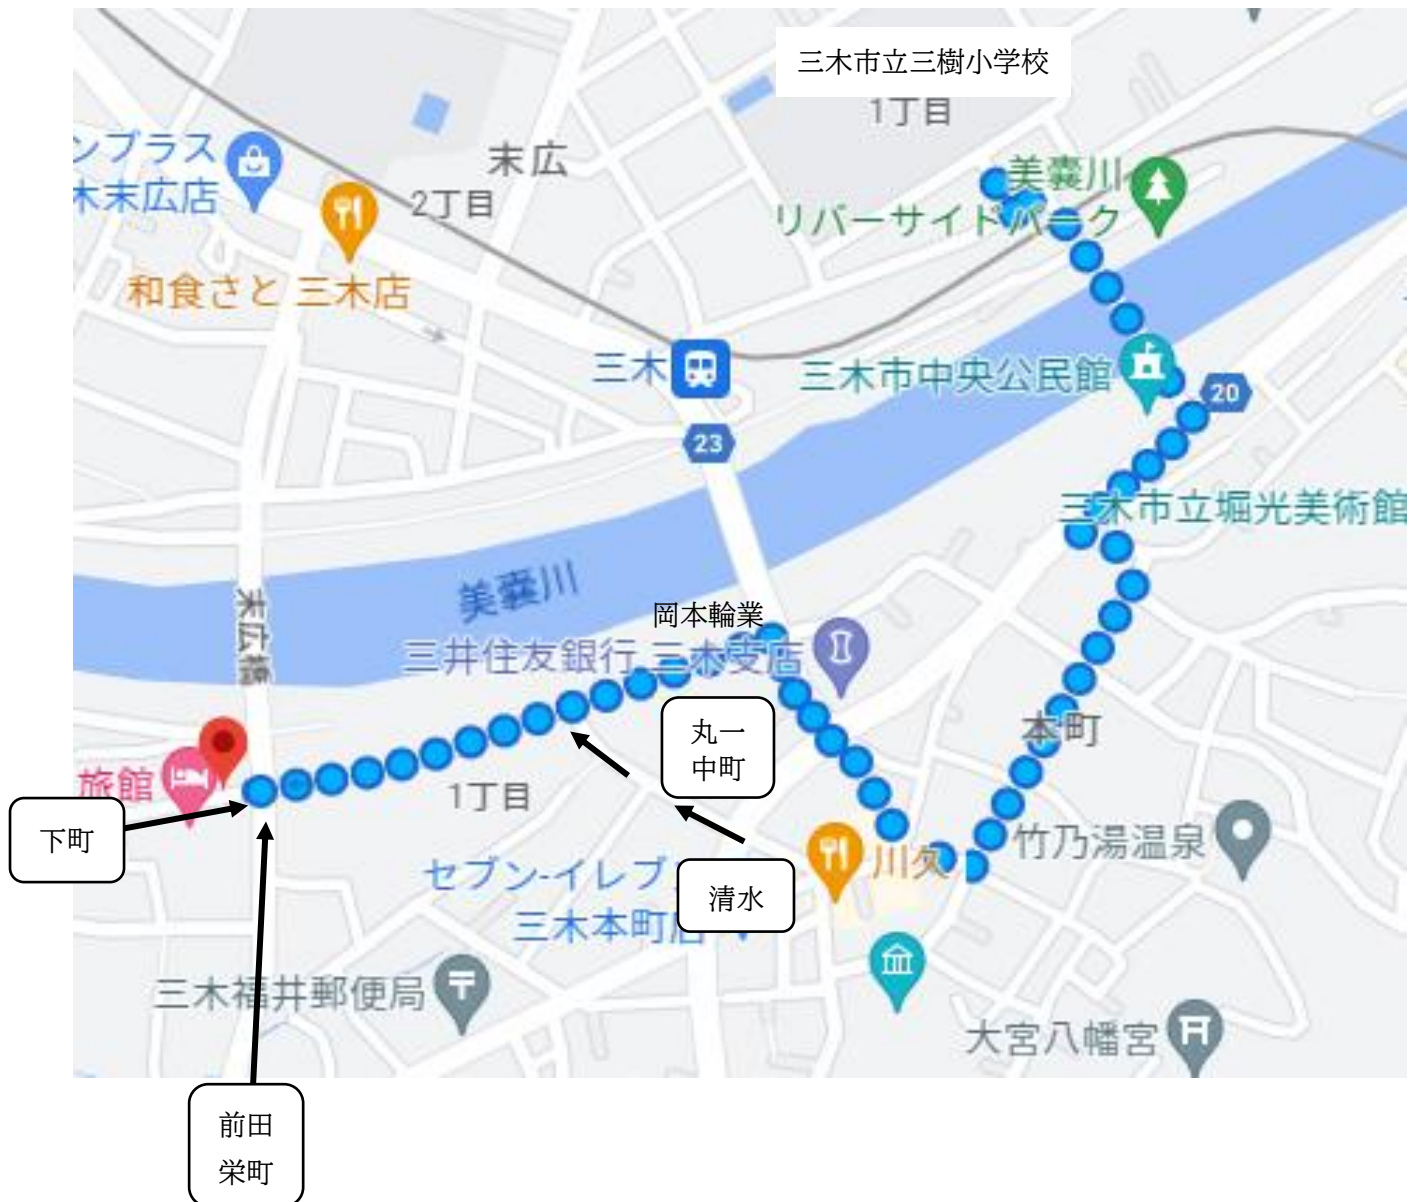 三木市立三樹小学校
1丁目
ンプラス
木末広店
末広
2丁目
美嚢川
リバーサイドパーク
和食さと 三木店
三木
三木市中央公民館
20
23
三木市立堀光美術館
美嚢川
末広橋
岡本輪業
三井住友銀行 三木支店
丸一
中町
本町
旅館
1丁目
下町
竹乃湯温泉
川久
セブン-イレブ
三木本町店
清水
三木福井郵便局
大宮八幡宮
前田
栄町